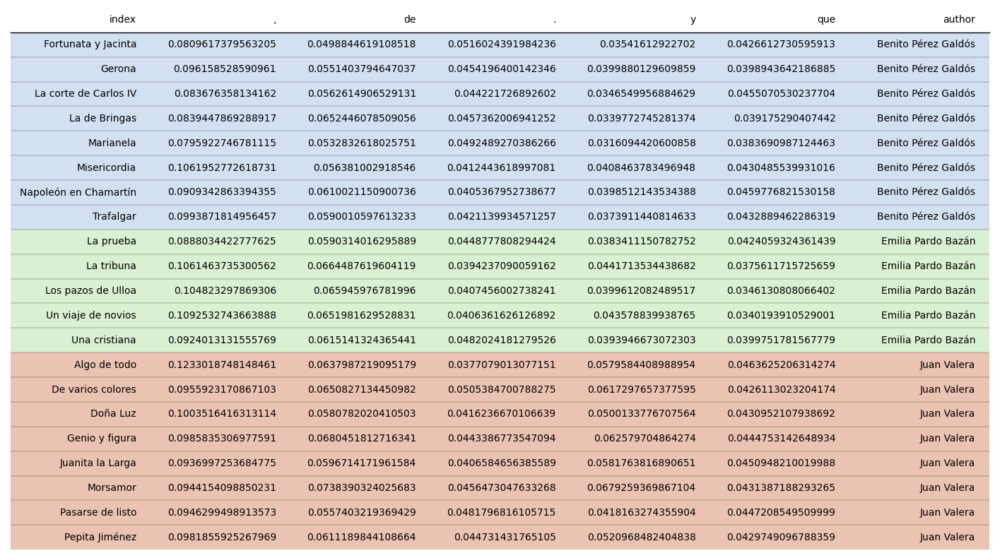 index , de . y que author
Fortunata y Jacinta 0.0809617379563205 0.0498844619108518 0.0516024391984236 0.03541612922702 0.0426612730595913 Benito Pérez Galdós
Gerona 0.096158528590961 0.0551403794647037 0.0454196400142346 0.0399880129609859 0.0398943642186885 Benito Pérez Galdós
La corte de Carlos IV 0.083676358134162 0.0562614906529131 0.044221726892602 0.0346549956884629 0.0455070530237704 Benito Pérez Galdós
La de Bringas 0.0839447869288917 0.0652446078509056 0.0457362006941252 0.0339772745281374 0.039175290407442 Benito Pérez Galdós
Marianela 0.0795922746781115 0.0532832618025751 0.0492489270386266 0.0316094420600858 0.0383690987124463 Benito Pérez Galdós
Misericordia 0.1061952772618731 0.056381002918546 0.0412443618997081 0.0408463783496948 0.0430485539931016 Benito Pérez Galdós
Napoleón en Chamartín 0.0909342863394355 0.0610021150900736 0.0405367952738677 0.0398512143534388 0.0459776821530158 Benito Pérez Galdós
Trafalgar 0.0993871814956457 0.0590010597613233 0.0421139934571257 0.0373911440814633 0.0432889462286319 Benito Pérez Galdós
La prueba 0.0888034422777625 0.0590314016295889 0.0448777808294424 0.0383411150782752 0.0424059324361439 Emilia Pardo Bazán
La tribuna 0.1061463735300562 0.0664487619604119 0.0394237090059162 0.0441713534438682 0.0375611715725659 Emilia Pardo Bazán
Los pazos de Ulloa 0.104823297869306 0.065945976781996 0.0407456002738241 0.0399612082489517 0.0346130808066402 Emilia Pardo Bazán
Un viaje de novios 0.1092532743663888 0.0651981629528831 0.0406361626126892 0.043578839938765 0.0340193910529001 Emilia Pardo Bazán
Una cristiana 0.0924013131555769 0.0615141324365441 0.0482024181279526 0.0393946673072303 0.0399751781567779 Emilia Pardo Bazán
Algo de todo 0.1233018748148461 0.0637987219095179 0.0377079013077151 0.0579584408988954 0.0463625206314274 Juan Valera
De varios colores 0.0955923170867103 0.0650827134450982 0.0505384700788275 0.0617297657377595 0.0426113023204174 Juan Valera
Doña Luz 0.1003516416313114 0.0580782020410503 0.0416236670106639 0.0500133776707564 0.0430952107938692 Juan Valera
Genio y figura 0.0985835306977591 0.0680451812716341 0.0443386773547094 0.062579704864274 0.0444753142648934 Juan Valera
Juanita la Larga 0.0936997253684775 0.0596714171961584 0.0406584656385589 0.0581763816890651 0.0450948210019988 Juan Valera
Morsamor 0.0944154098850231 0.0738390324025683 0.0456473047633268 0.0679259369867104 0.0431387188293265 Juan Valera
Pasarse de listo 0.0946299498913573 0.0557403219369429 0.0481796816105715 0.0418163274355904 0.0447208549509999 Juan Valera
Pepita Jiménez 0.0981855925267969 0.0611189844108664 0.044731431765105 0.0520968482404838 0.0429749096788359 Juan Valera